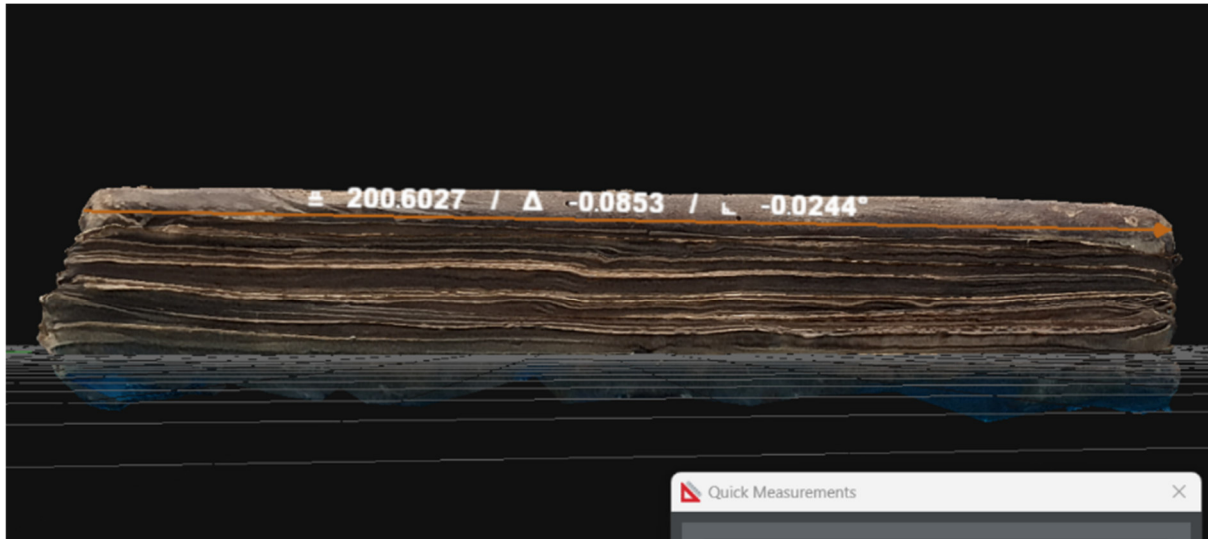 ≐ 200.6027 / Δ -0.0853 / ⊾ -0.0244°
Quick Measurements